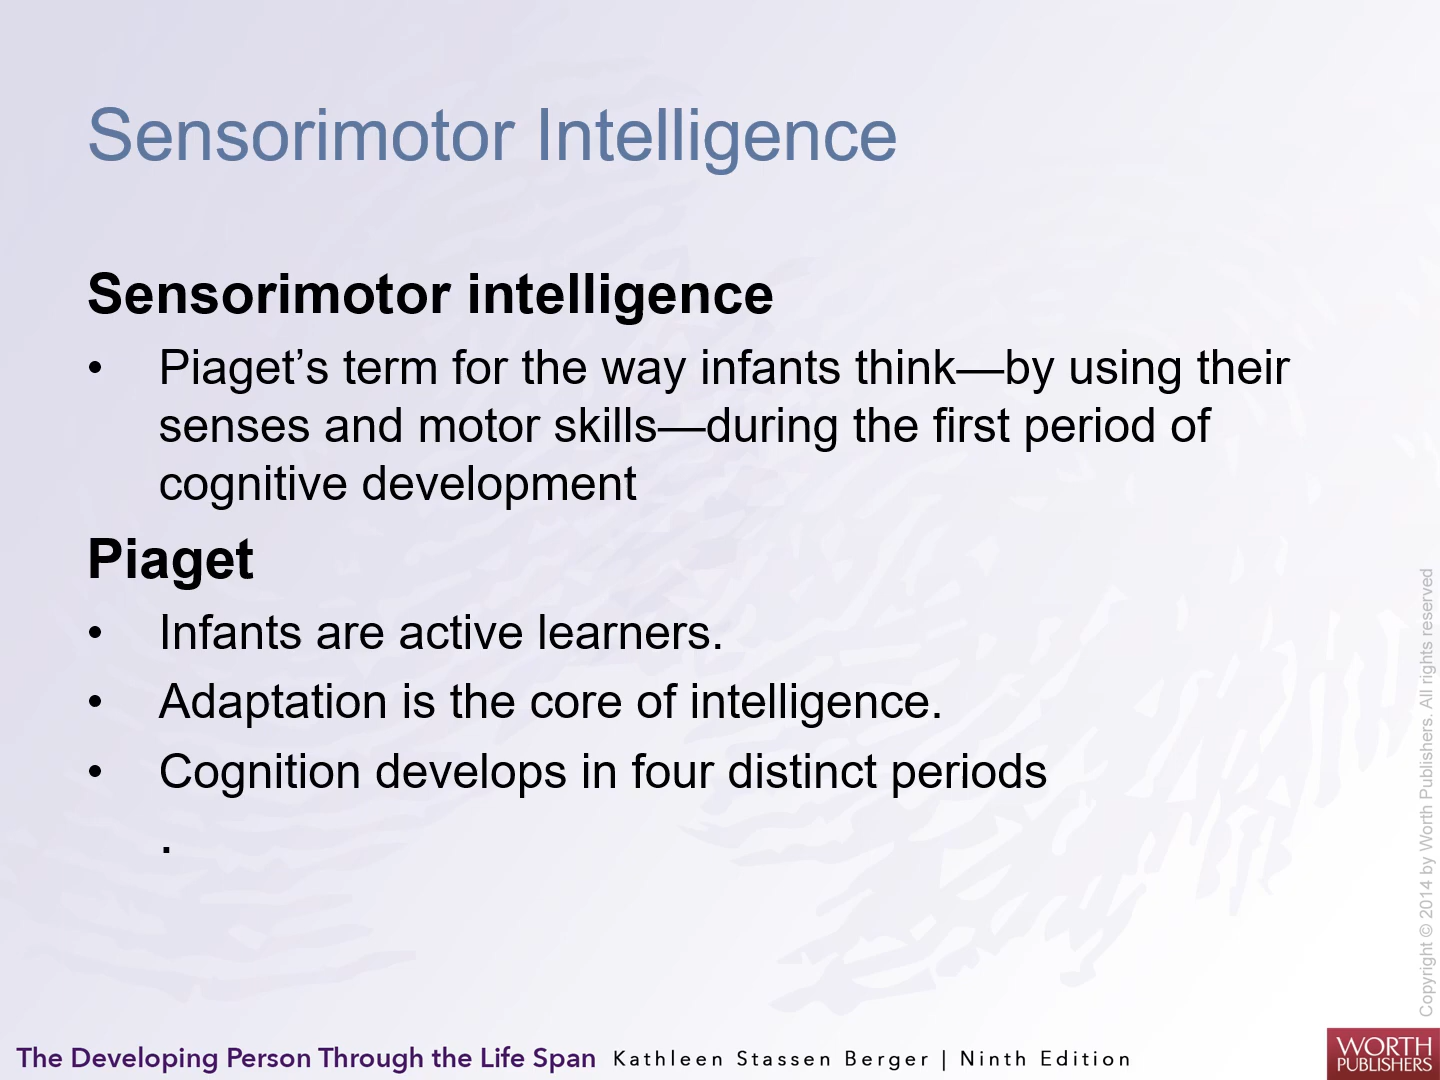 Sensorimotor Intelligence
Sensorimotor intelligence
• Piaget’s term for the way infants think—by using their
senses and motor skills—during the first period of
cognitive development
Piaget
• Infants are active learners.
• Adaptation is the core of intelligence.
• Cognition develops in four distinct periods
.
Copyright © 2014 by Worth Publishers. All rights reserved
The Developing Person Through the Life Span Kathleen Stassen Berger | Ninth Edition
WORTH
PUBLISHERS